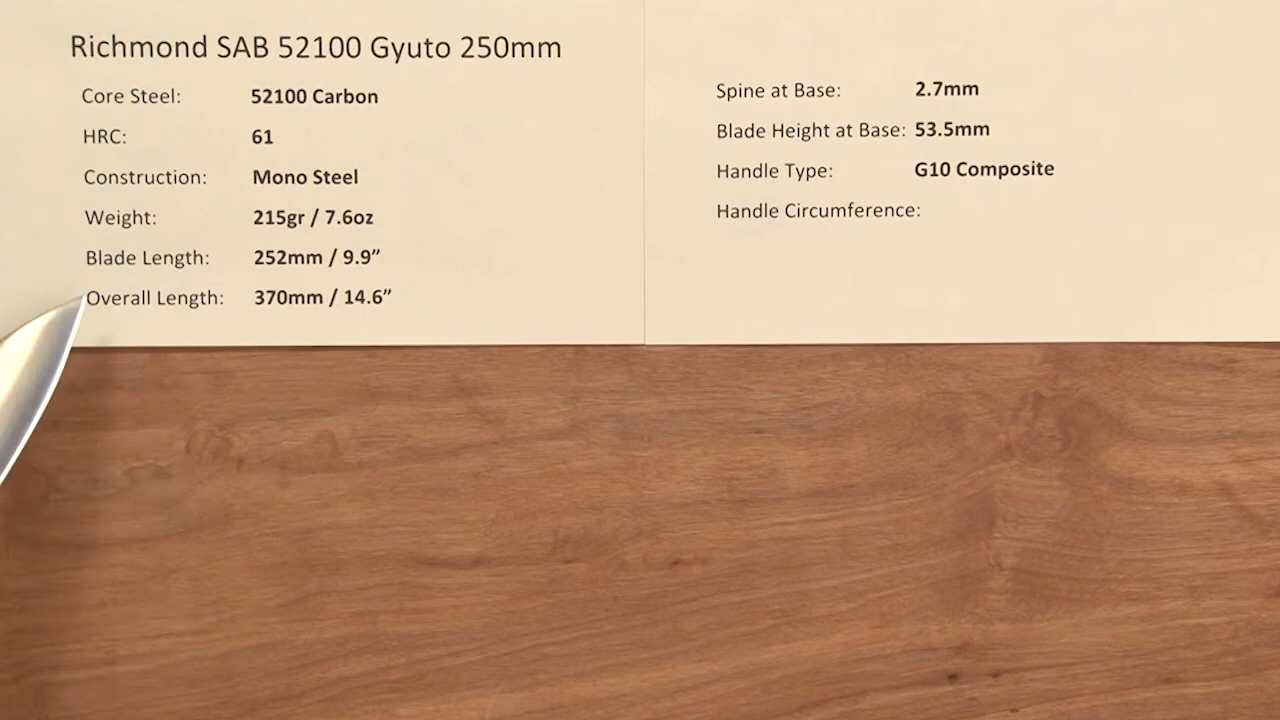 Richmond SAB 52100 Gyuto 250mm
Core Steel: 52100 Carbon
HRC: 61
Construction: Mono Steel
Weight: 215gr / 7.6oz
Blade Length: 252mm / 9.9”
Overall Length: 370mm / 14.6”
Spine at Base: 2.7mm
Blade Height at Base: 53.5mm
Handle Type: G10 Composite
Handle Circumference: